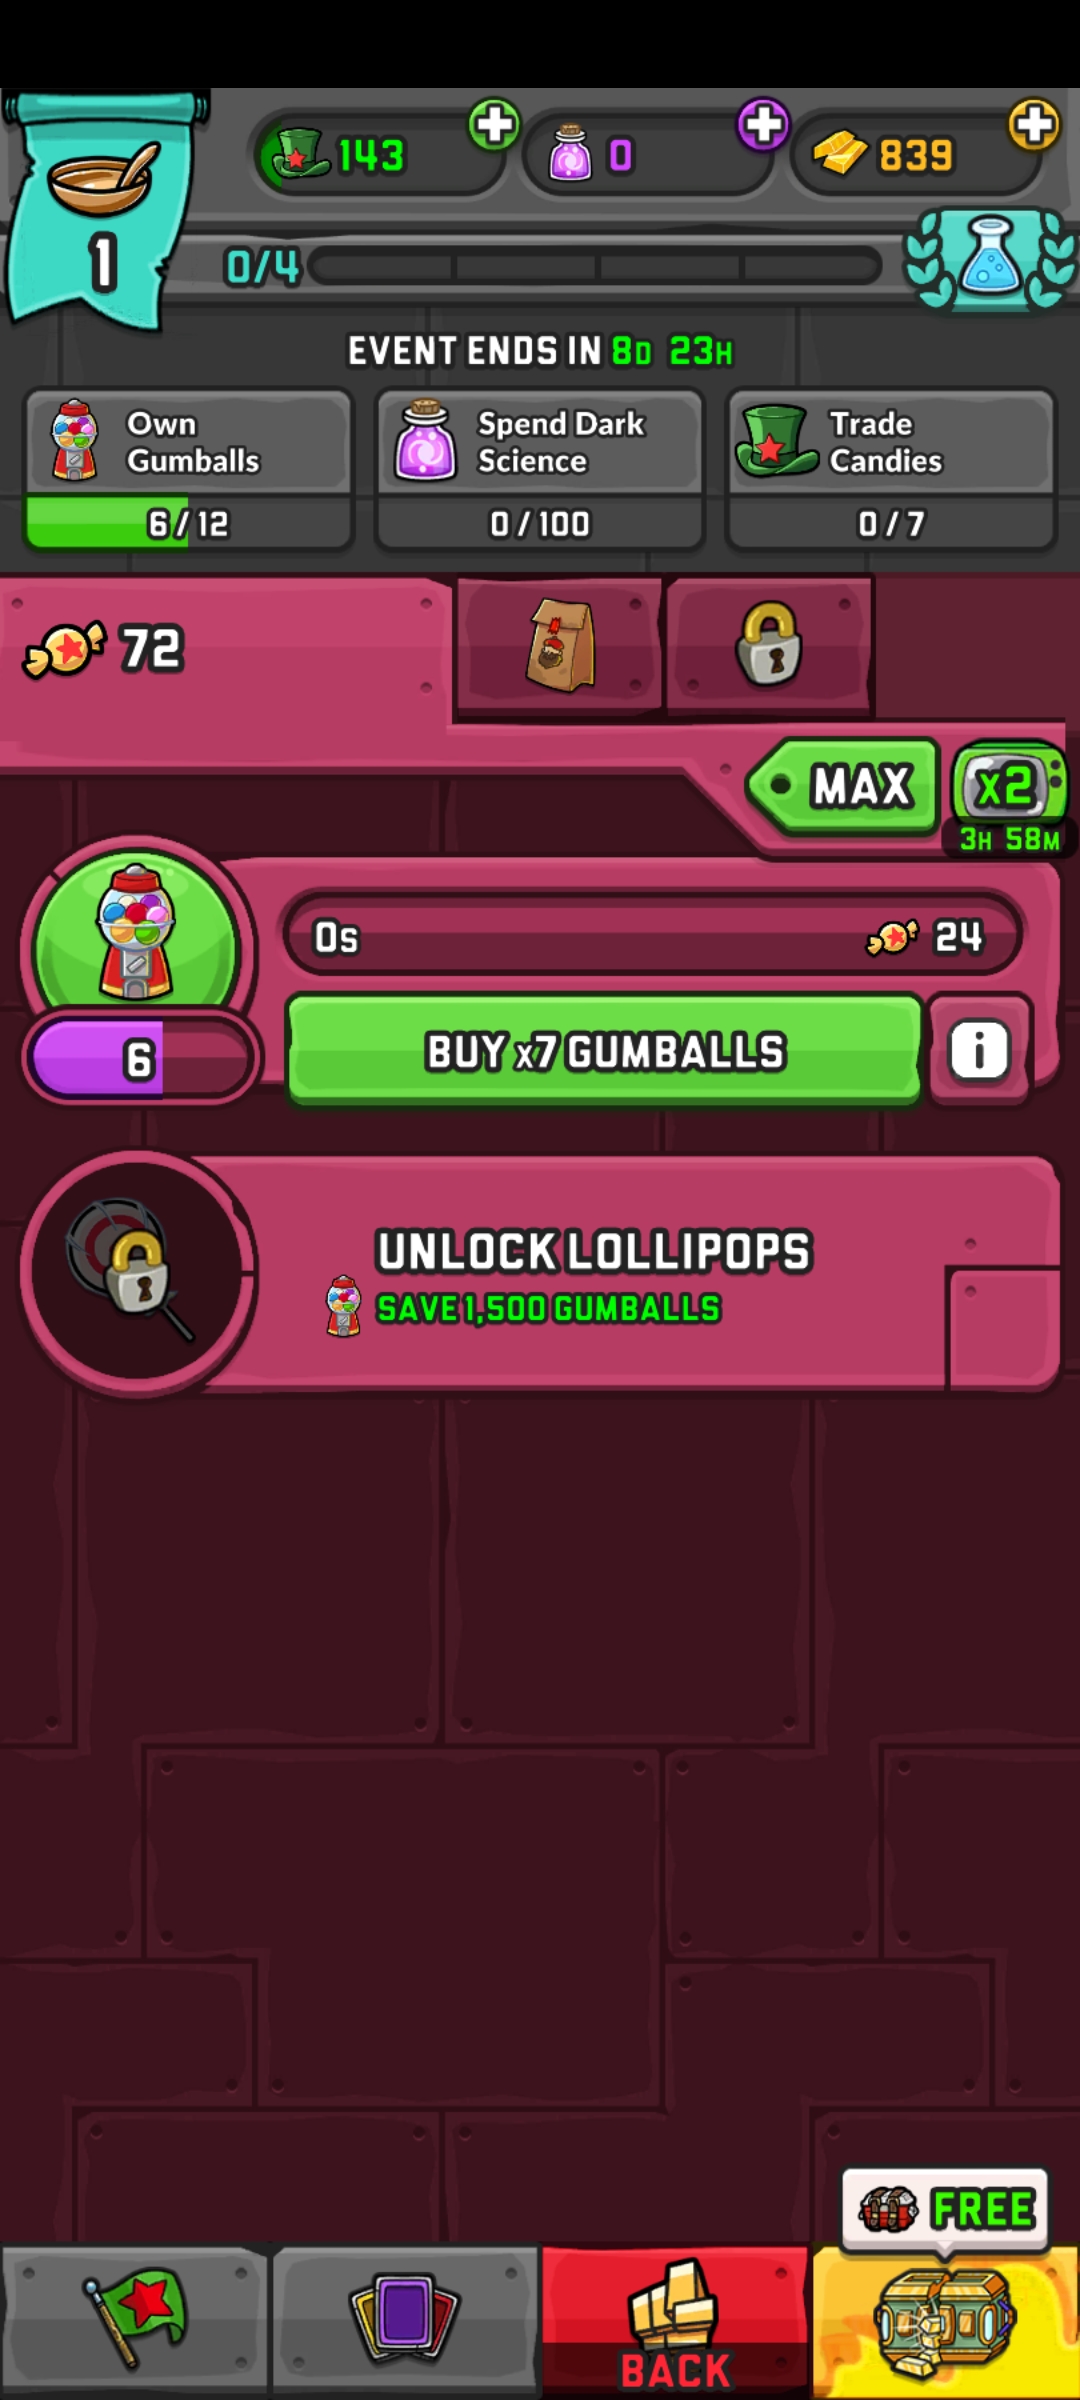 143
0
839
1
0/4
EVENT ENDS IN 8D 23H
Own
Gumballs
6/12
Spend Dark
Science
0/100
Trade
Candies
0/7
72
MAX
x2
3H 58M
0s
24
6
BUY x7 GUMBALLS
i
UNLOCK LOLLIPOPS
SAVE 1,500 GUMBALLS
FREE
BACK